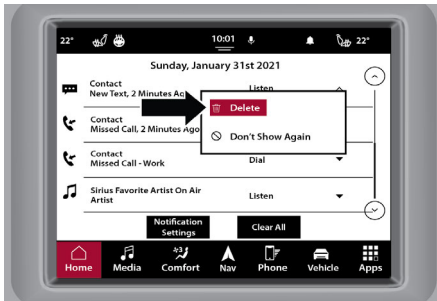 22°
10:01
22°
Sunday, January 31st 2021
Contact
New Text, 2 Minutes
Listen
Delete
Contact
Missed Call, 2 Minutes Ago
Don't Show Again
Contact
Missed Call - Work
Dial
Sirius Favorite Artist On Air
Artist
Listen
Notification
Settings
Clear All
Home
Media
Comfort
Nav
Phone
Vehicle
Apps